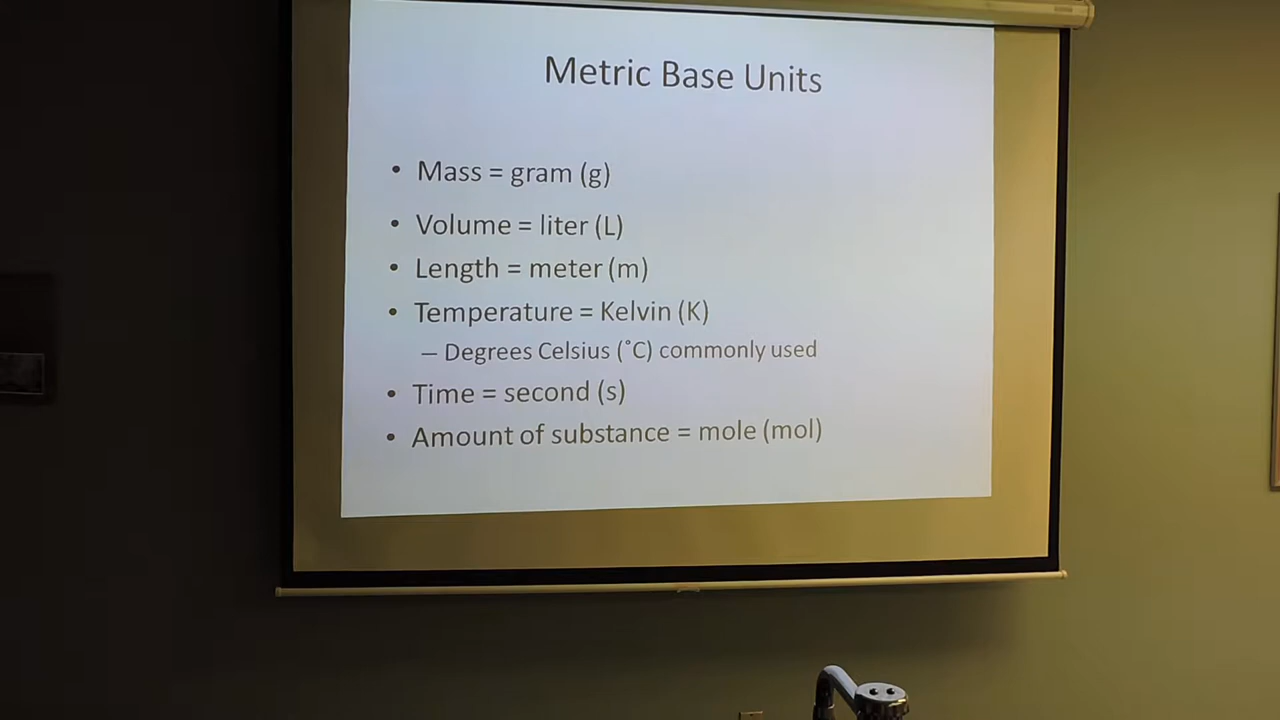 Metric Base Units
• Mass = gram (g)
• Volume = liter (L)
• Length = meter (m)
• Temperature = Kelvin (K)
– Degrees Celsius (˚C) commonly used
• Time = second (s)
• Amount of substance = mole (mol)